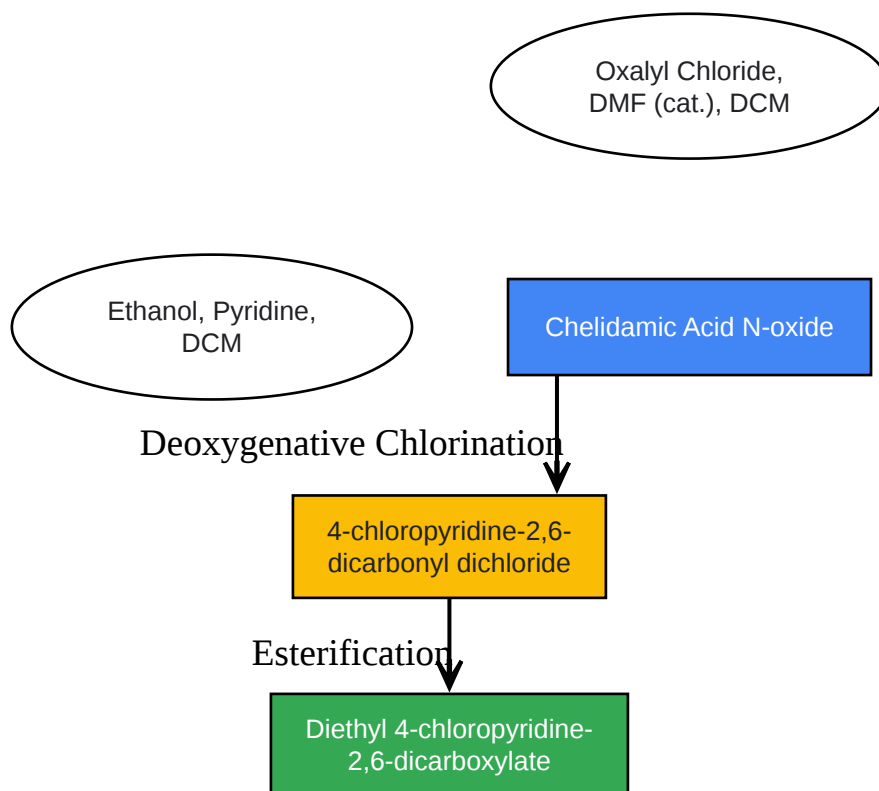 Oxalyl Chloride,
DMF (cat.), DCM
Ethanol, Pyridine,
DCM
Chelidamic Acid N-oxide
Deoxygenative Chlorination
4-chloropyridine-2,6-
dicarbonyl dichloride
Esterification
Diethyl 4-chloropyridine-
2,6-dicarboxylate